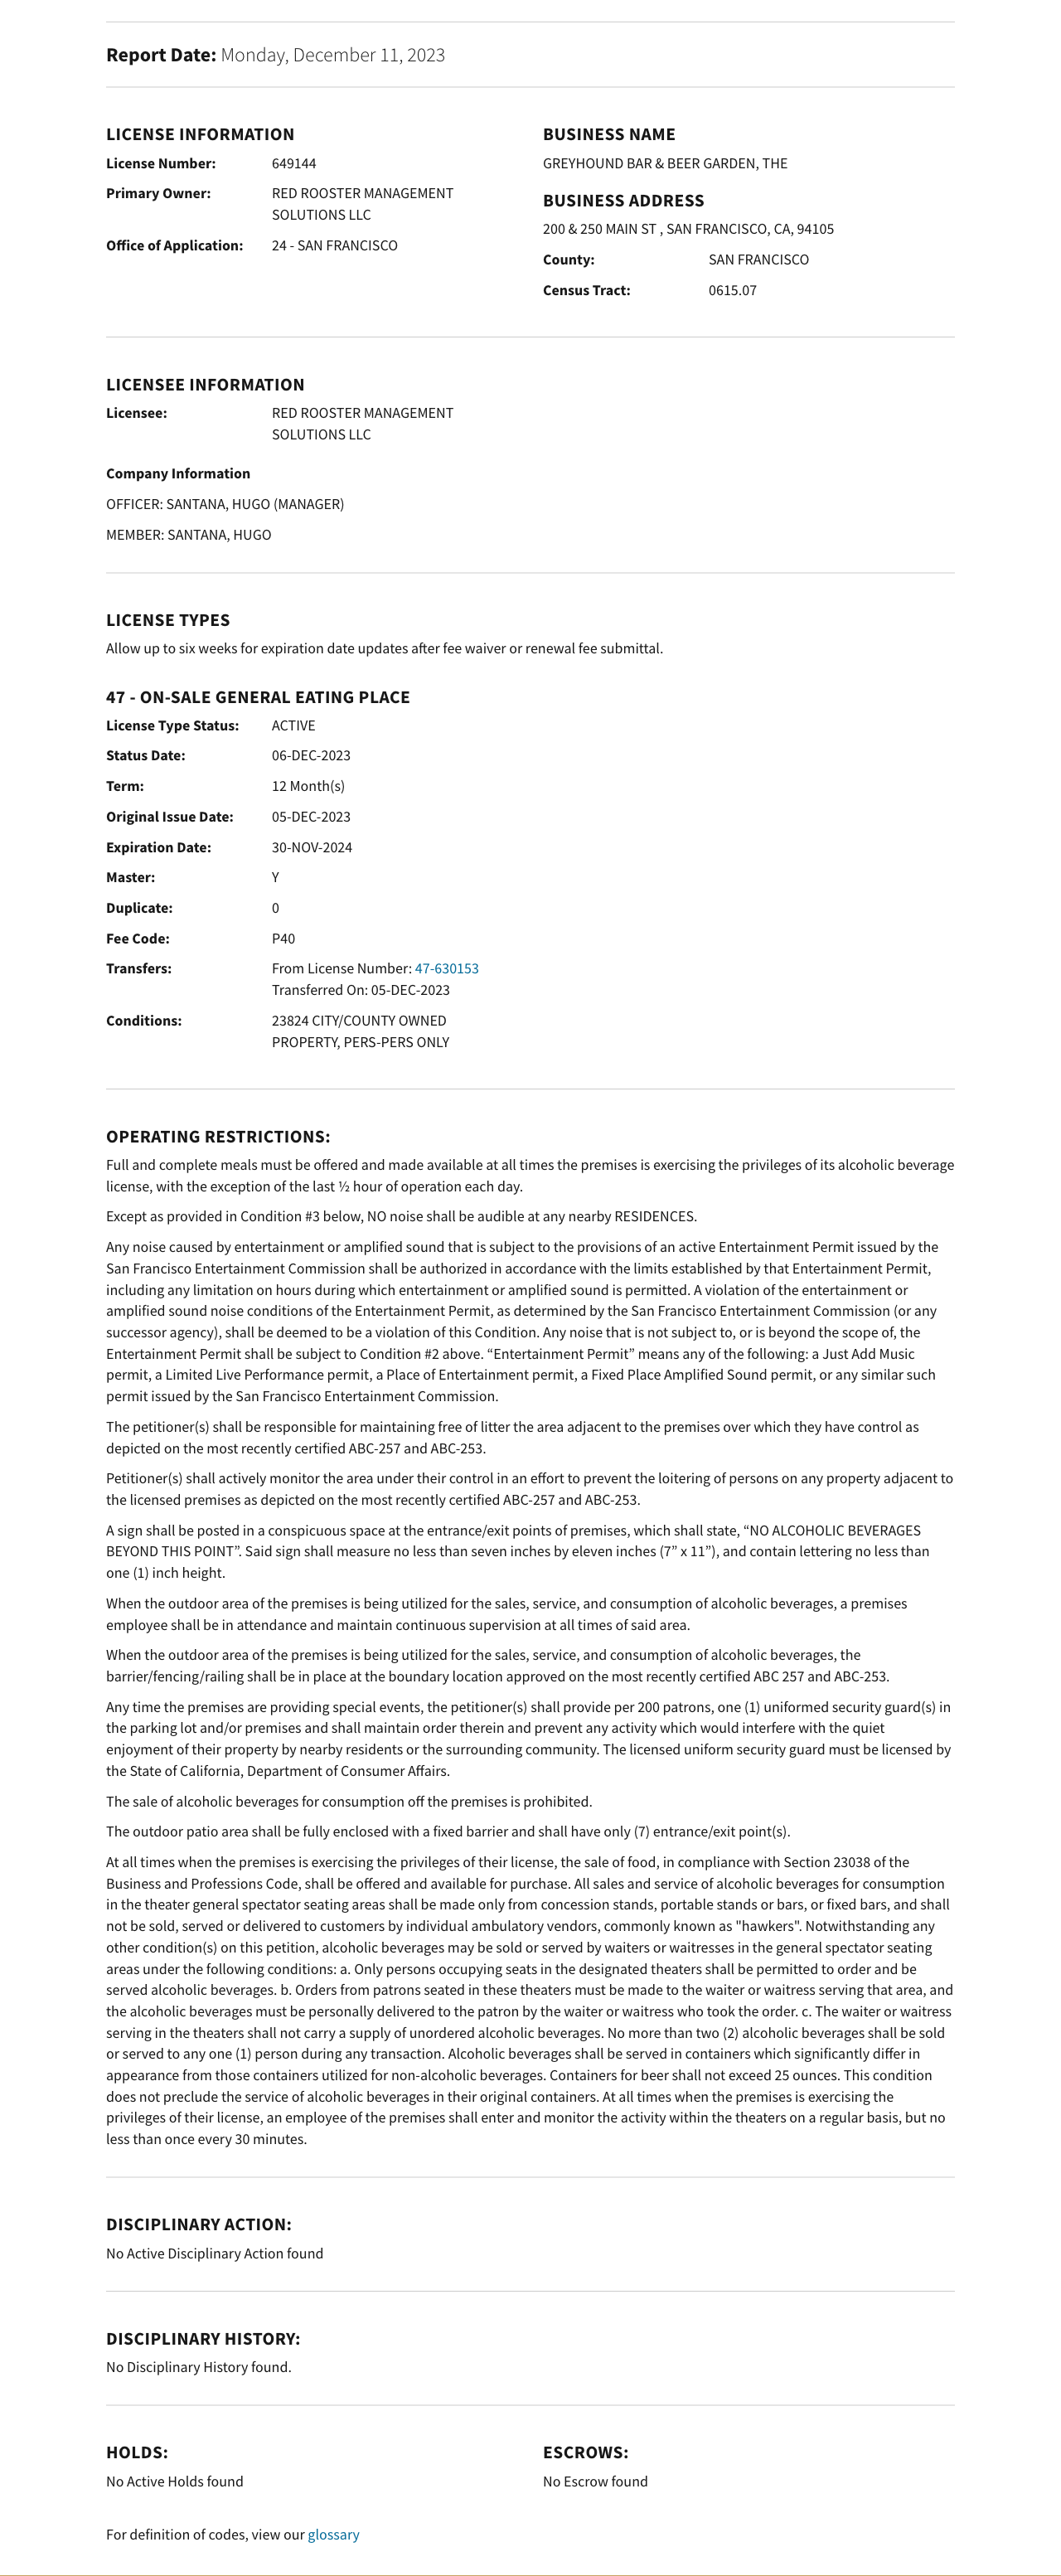 Report Date: Monday, December 11, 2023
LICENSE INFORMATION
License Number: 649144
Primary Owner: RED ROOSTER MANAGEMENT
SOLUTIONS LLC
Office of Application: 24 - SAN FRANCISCO
BUSINESS NAME
GREYHOUND BAR & BEER GARDEN, THE
BUSINESS ADDRESS
200 & 250 MAIN ST , SAN FRANCISCO, CA, 94105
County: SAN FRANCISCO
Census Tract: 0615.07
LICENSEE INFORMATION
Licensee: RED ROOSTER MANAGEMENT
SOLUTIONS LLC
Company Information
OFFICER: SANTANA, HUGO (MANAGER)
MEMBER: SANTANA, HUGO
LICENSE TYPES
Allow up to six weeks for expiration date updates after fee waiver or renewal fee submittal.
47 - ON-SALE GENERAL EATING PLACE
License Type Status: ACTIVE
Status Date: 06-DEC-2023
Term: 12 Month(s)
Original Issue Date: 05-DEC-2023
Expiration Date: 30-NOV-2024
Master: Y
Duplicate: 0
Fee Code: P40
Transfers: From License Number: 47-630153
Transferred On: 05-DEC-2023
Conditions: 23824 CITY/COUNTY OWNED
PROPERTY, PERS-PERS ONLY
OPERATING RESTRICTIONS:
Full and complete meals must be offered and made available at all times the premises is exercising the privileges of its alcoholic beverage
license, with the exception of the last ½ hour of operation each day.
Except as provided in Condition #3 below, NO noise shall be audible at any nearby RESIDENCES.
Any noise caused by entertainment or amplified sound that is subject to the provisions of an active Entertainment Permit issued by the
San Francisco Entertainment Commission shall be authorized in accordance with the limits established by that Entertainment Permit,
including any limitation on hours during which entertainment or amplified sound is permitted. A violation of the entertainment or
amplified sound noise conditions of the Entertainment Permit, as determined by the San Francisco Entertainment Commission (or any
successor agency), shall be deemed to be a violation of this Condition. Any noise that is not subject to, or is beyond the scope of, the
Entertainment Permit shall be subject to Condition #2 above. “Entertainment Permit” means any of the following: a Just Add Music
permit, a Limited Live Performance permit, a Place of Entertainment permit, a Fixed Place Amplified Sound permit, or any similar such
permit issued by the San Francisco Entertainment Commission.
The petitioner(s) shall be responsible for maintaining free of litter the area adjacent to the premises over which they have control as
depicted on the most recently certified ABC-257 and ABC-253.
Petitioner(s) shall actively monitor the area under their control in an effort to prevent the loitering of persons on any property adjacent to
the licensed premises as depicted on the most recently certified ABC-257 and ABC-253.
A sign shall be posted in a conspicuous space at the entrance/exit points of premises, which shall state, “NO ALCOHOLIC BEVERAGES
BEYOND THIS POINT”. Said sign shall measure no less than seven inches by eleven inches (7” x 11”), and contain lettering no less than
one (1) inch height.
When the outdoor area of the premises is being utilized for the sales, service, and consumption of alcoholic beverages, a premises
employee shall be in attendance and maintain continuous supervision at all times of said area.
When the outdoor area of the premises is being utilized for the sales, service, and consumption of alcoholic beverages, the
barrier/fencing/railing shall be in place at the boundary location approved on the most recently certified ABC 257 and ABC-253.
Any time the premises are providing special events, the petitioner(s) shall provide per 200 patrons, one (1) uniformed security guard(s) in
the parking lot and/or premises and shall maintain order therein and prevent any activity which would interfere with the quiet
enjoyment of their property by nearby residents or the surrounding community. The licensed uniform security guard must be licensed by
the State of California, Department of Consumer Affairs.
The sale of alcoholic beverages for consumption off the premises is prohibited.
The outdoor patio area shall be fully enclosed with a fixed barrier and shall have only (7) entrance/exit point(s).
At all times when the premises is exercising the privileges of their license, the sale of food, in compliance with Section 23038 of the
Business and Professions Code, shall be offered and available for purchase. All sales and service of alcoholic beverages for consumption
in the theater general spectator seating areas shall be made only from concession stands, portable stands or bars, or fixed bars, and shall
not be sold, served or delivered to customers by individual ambulatory vendors, commonly known as "hawkers". Notwithstanding any
other condition(s) on this petition, alcoholic beverages may be sold or served by waiters or waitresses in the general spectator seating
areas under the following conditions: a. Only persons occupying seats in the designated theaters shall be permitted to order and be
served alcoholic beverages. b. Orders from patrons seated in these theaters must be made to the waiter or waitress serving that area, and
the alcoholic beverages must be personally delivered to the patron by the waiter or waitress who took the order. c. The waiter or waitress
serving in the theaters shall not carry a supply of unordered alcoholic beverages. No more than two (2) alcoholic beverages shall be sold
or served to any one (1) person during any transaction. Alcoholic beverages shall be served in containers which significantly differ in
appearance from those containers utilized for non-alcoholic beverages. Containers for beer shall not exceed 25 ounces. This condition
does not preclude the service of alcoholic beverages in their original containers. At all times when the premises is exercising the
privileges of their license, an employee of the premises shall enter and monitor the activity within the theaters on a regular basis, but no
less than once every 30 minutes.
DISCIPLINARY ACTION:
No Active Disciplinary Action found
DISCIPLINARY HISTORY:
No Disciplinary History found.
HOLDS:
No Active Holds found
ESCROWS:
No Escrow found
For definition of codes, view our glossary